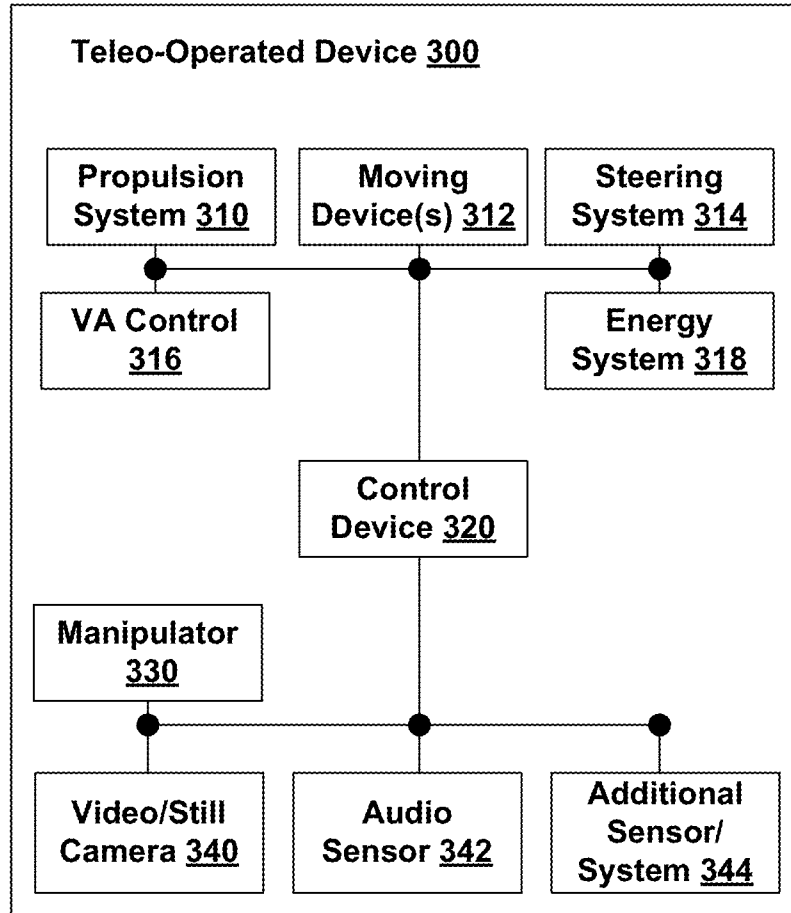 Teleo-Operated Device 300
Propulsion
System 310
Moving
Device(s) 312
Steering
System 314
VA Control
316
Energy
System 318
Control
Device 320
Manipulator
330
Video/Still
Camera 340
Audio
Sensor 342
Additional
Sensor/
System 344